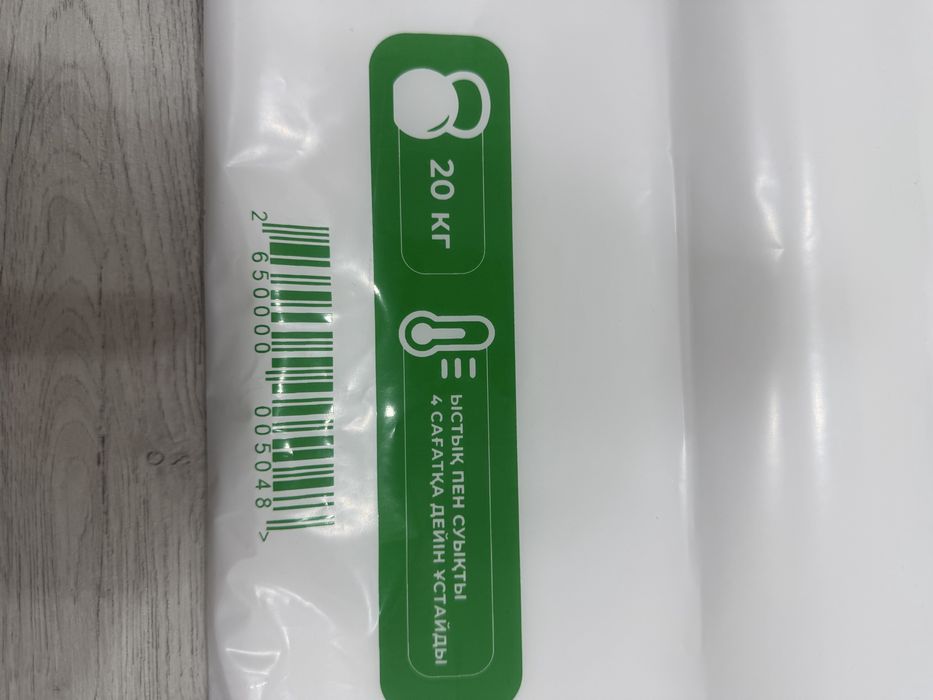 20 КГ
ЫСТЫҚ ПЕН СУЫҚТЫ
4 САҒАТҚА ДЕЙІН ҰСТАЙДЫ
2 650000 005048 >